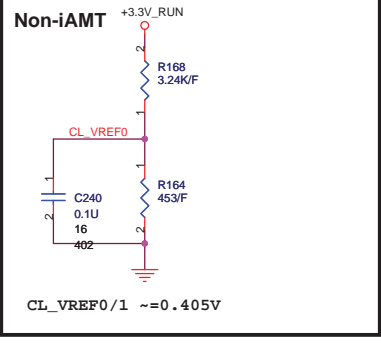 Non-iAMT
+3.3V_RUN
2
R168
3.24K/F
1
CL_VREF0
1
R164
453/F
2
1
C240
0.1U
16
402
2
CL_VREF0/1 ~=0.405V